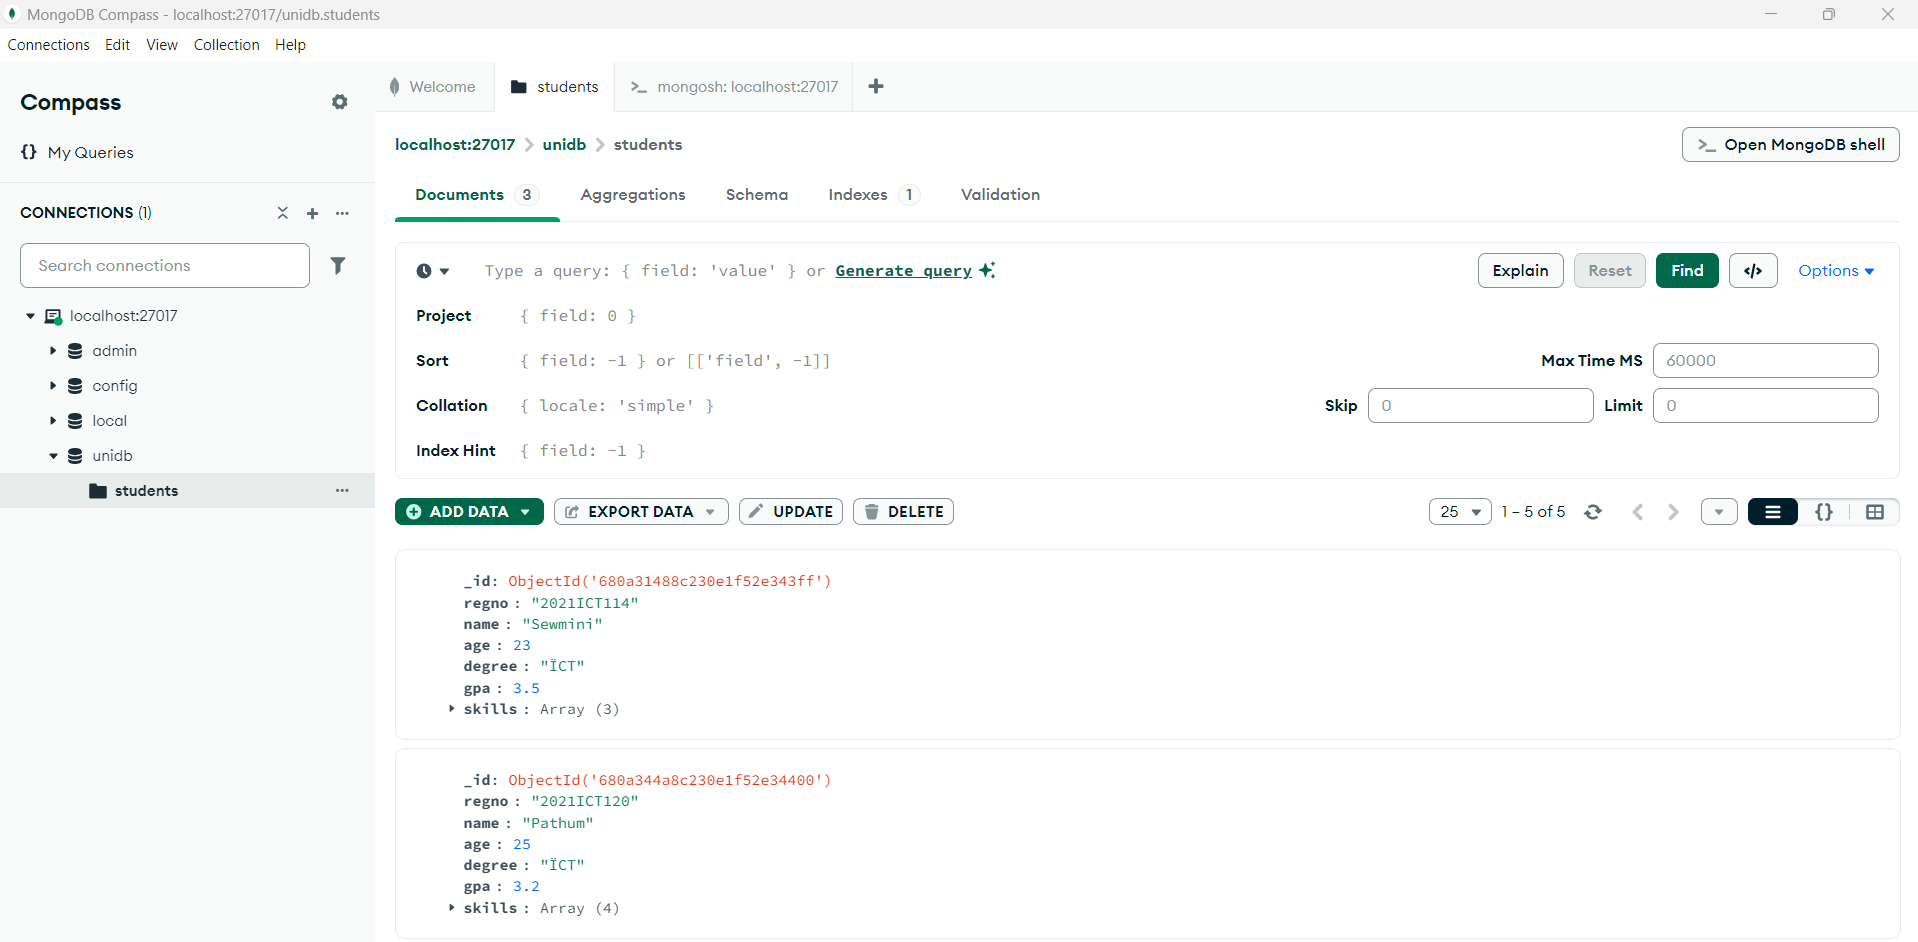 MongoDB Compass - localhost:27017/unidb.students
Connections Edit View Collection Help
Compass
{} My Queries
CONNECTIONS (1)
Search connections
localhost:27017
admin
config
local
unidb
students
Welcome
students
>_ mongosh: localhost:27017
localhost:27017 > unidb > students
>_ Open MongoDB shell
Documents 3 Aggregations Schema Indexes 1 Validation
Type a query: { field: 'value' } or Generate query
Explain Reset Find </> Options
Project { field: 0 }
Sort { field: -1 } or [['field', -1]]
Max Time MS 60000
Collation { locale: 'simple' }
Skip 0 Limit 0
Index Hint { field: -1 }
ADD DATA EXPORT DATA UPDATE DELETE
25 1 – 5 of 5 {}
_id: ObjectId('680a31488c230e1f52e343ff')
regno : "2021ICT114"
name : "Sewmini"
age : 23
degree : "ÏCT"
gpa : 3.5
skills : Array (3)
_id: ObjectId('680a344a8c230e1f52e34400')
regno : "2021ICT120"
name : "Pathum"
age : 25
degree : "ÏCT"
gpa : 3.2
skills : Array (4)